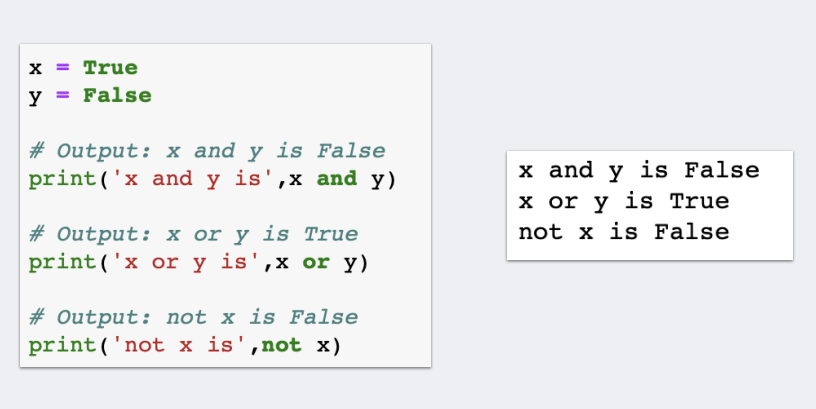 x = True
y = False
# Output: x and y is False
print('x and y is',x and y)
# Output: x or y is True
print('x or y is',x or y)
# Output: not x is False
print('not x is',not x)
x and y is False
x or y is True
not x is False